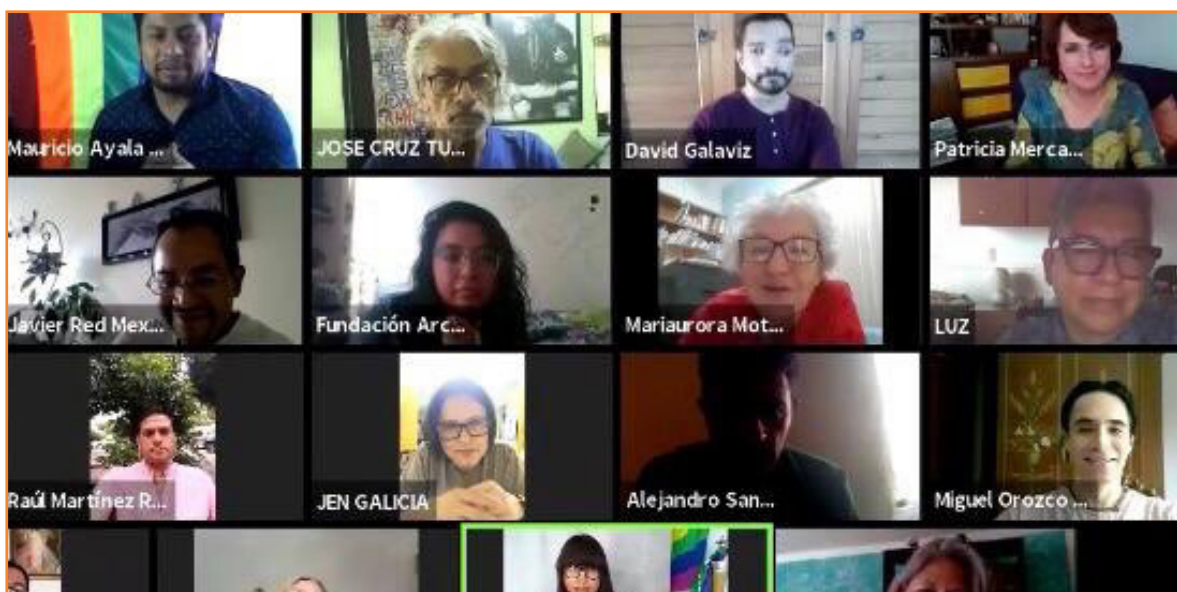 Mauricio Ayala ...
JOSE CRUZ TU...
David Galaviz
Patricia Merca...
Javier Red Mex...
Fundación Arc...
Mariaurora Mot...
LUZ
Raúl Martínez R...
JEN GALICIA
Alejandro San...
Miguel Orozco ...